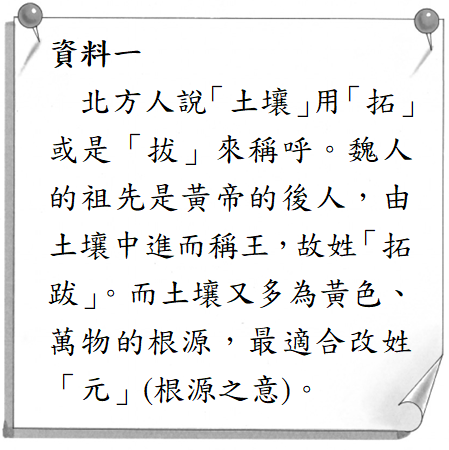 資料一
北方人說「土壤」用「拓」
或是「拔」來稱呼。魏人
的祖先是黃帝的後人，由
土壤中進而稱王，故姓「拓
跋」。而土壤又多為黃色、
萬物的根源，最適合改姓
「元」(根源之意)。